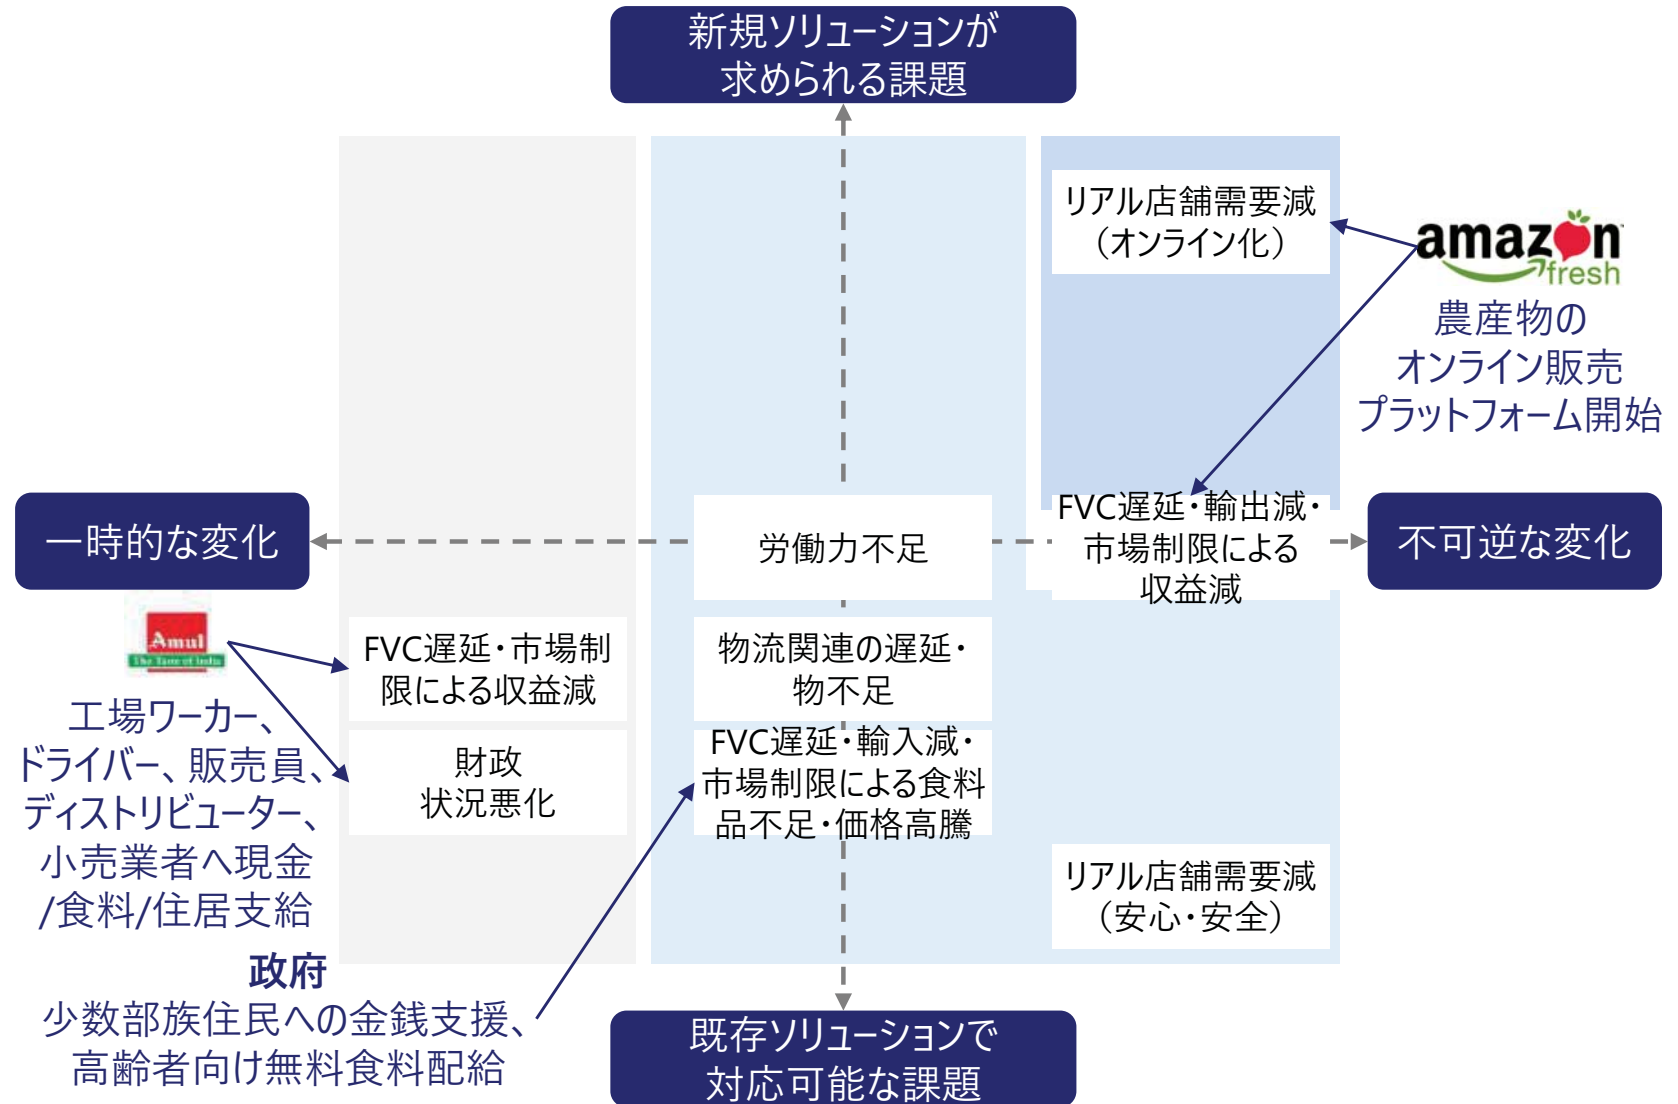 新規ソリューションが
求められる課題
リアル店舗需要減
（オンライン化）
amazon
fresh
農産物の
オンライン販売
プラットフォーム開始
一時的な変化
労働力不足
FVC遅延・輸出減・
市場制限による
収益減
不可逆な変化
Amul
The Taste of India
FVC遅延・市場制
限による収益減
物流関連の遅延・
物不足
工場ワーカー、
ドライバー、販売員、
ディストリビューター、
小売業者へ現金
/食料/住居支給
財政
状況悪化
FVC遅延・輸入減・
市場制限による食料
品不足・価格高騰
リアル店舗需要減
（安心・安全）
政府
少数部族住民への金銭支援、
高齢者向け無料食料配給
既存ソリューションで
対応可能な課題